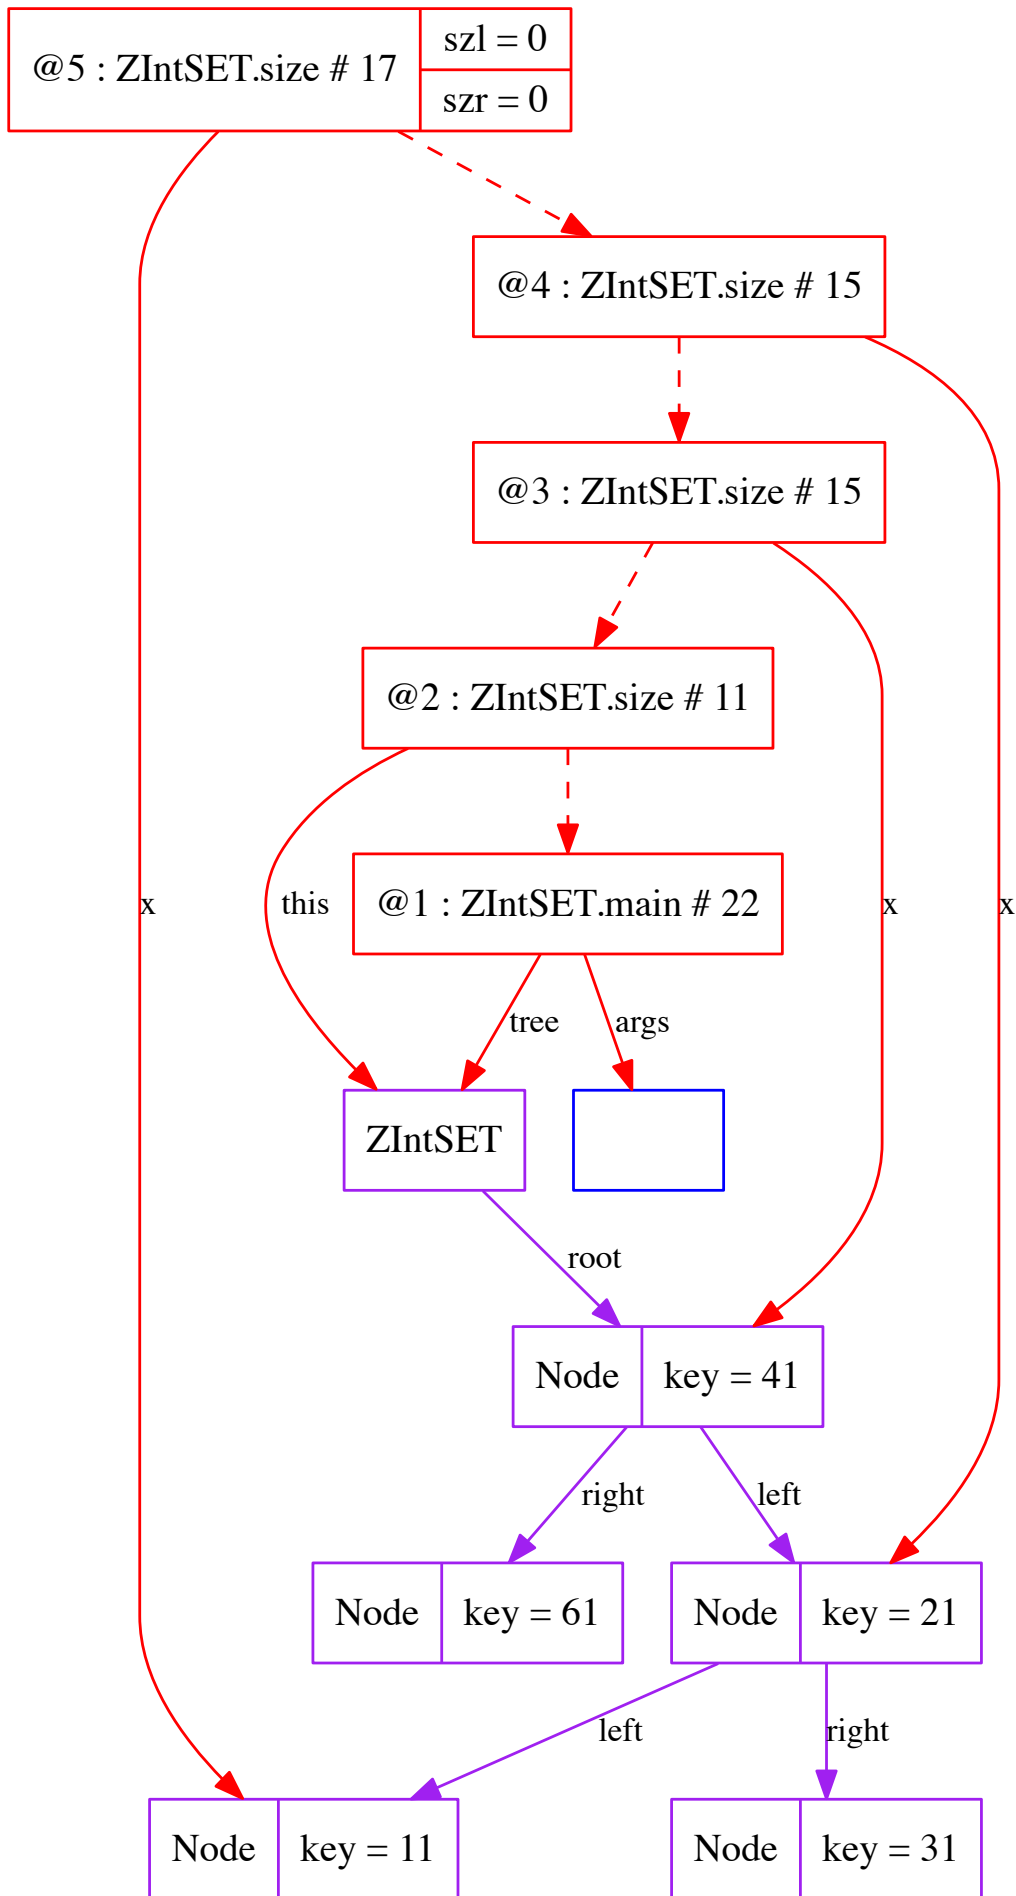 @5 : ZIntSET.size # 17
szl = 0
szr = 0
@4 : ZIntSET.size # 15
@3 : ZIntSET.size # 15
@2 : ZIntSET.size # 11
x
this
@1 : ZIntSET.main # 22
x
x
tree
args
ZIntSET
root
Node
key = 41
right
left
Node
key = 61
Node
key = 21
left
right
Node
key = 11
Node
key = 31